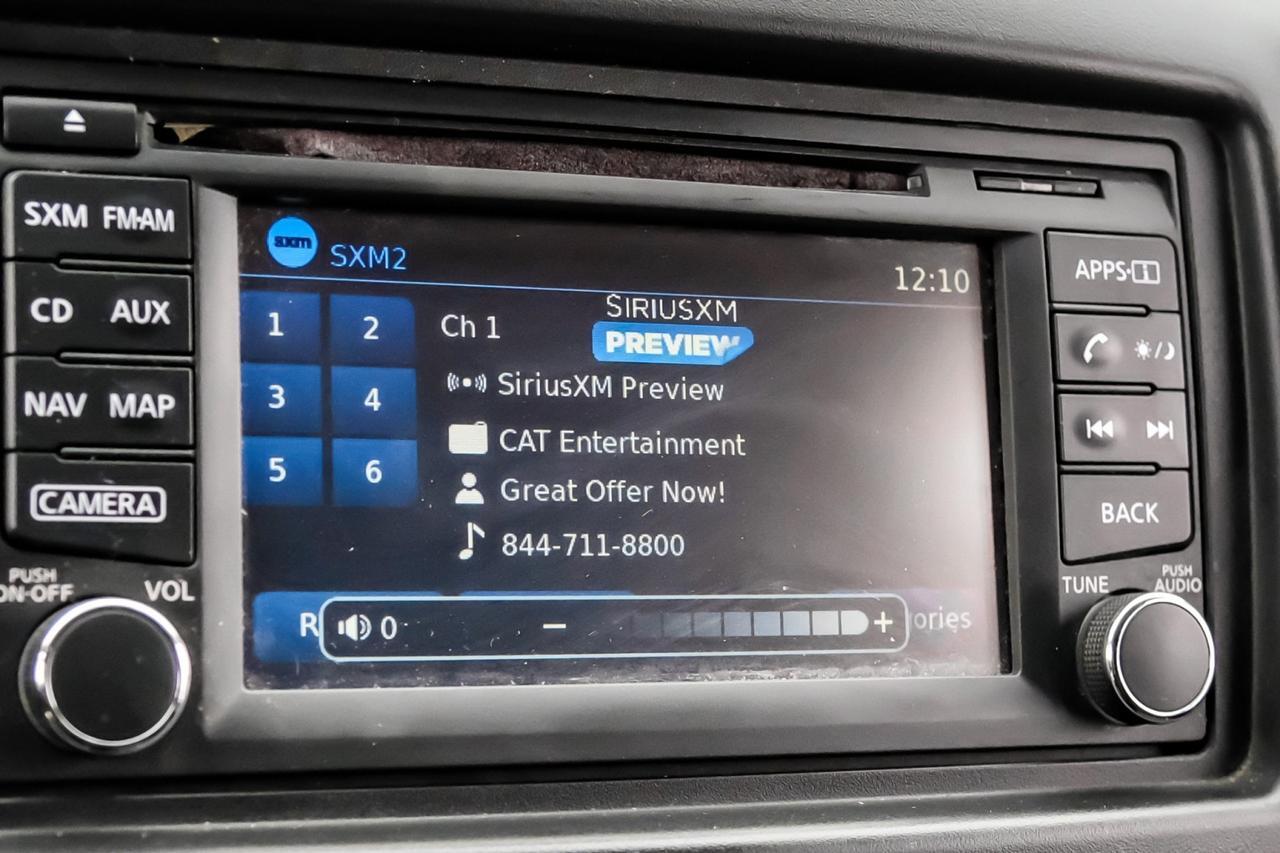 SXM FM·AM
CD AUX
NAV MAP
CAMERA
PUSH
ON·OFF
VOL
sxm
SXM2
12:10
1 2
3 4
5 6
Ch 1
SIRIUSXM
PREVIEW
SiriusXM Preview
CAT Entertainment
Great Offer Now!
844-711-8800
R
0 − +
ories
APPS·i
BACK
TUNE
PUSH
AUDIO